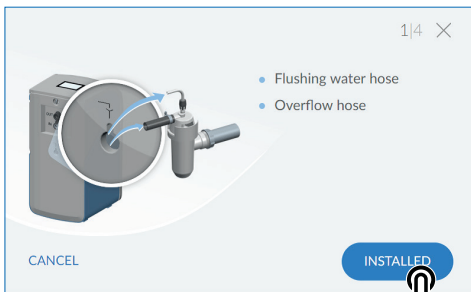 1|4
Flushing water hose
Overflow hose
CANCEL
INSTALLED